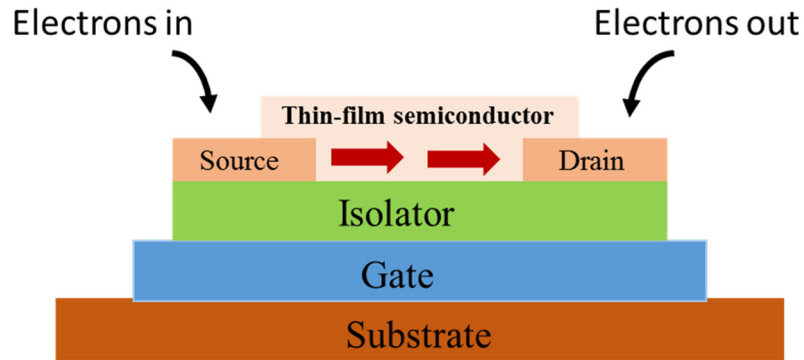 Electrons in
Electrons out
Thin-film semiconductor
Source
Drain
Isolator
Gate
Substrate